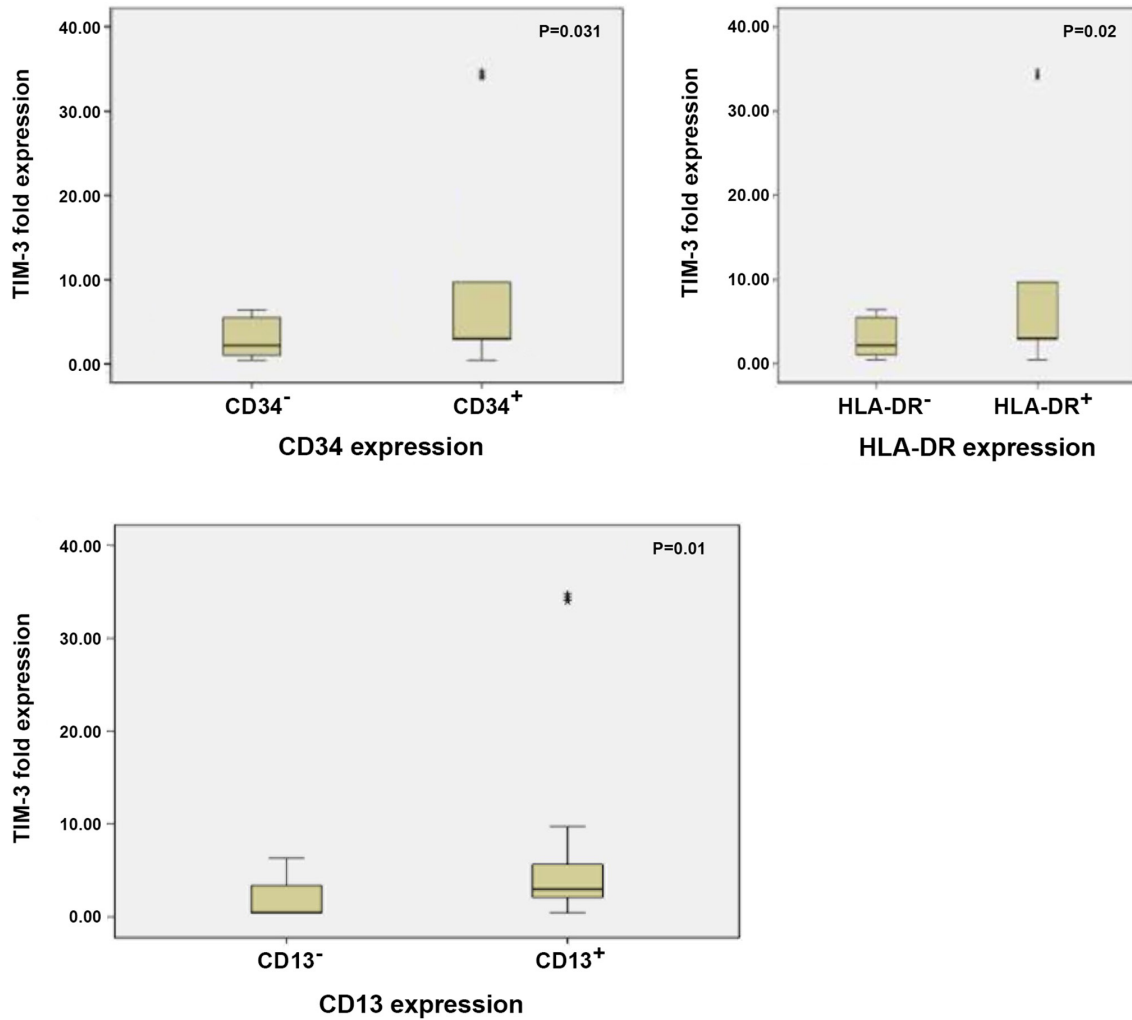 40.00
P=0.031
30.00
20.00
10.00
0.00
TIM-3 fold expression
CD34⁻ CD34⁺
CD34 expression
40.00
P=0.02
30.00
20.00
10.00
0.00
TIM-3 fold expression
HLA-DR⁻ HLA-DR⁺
HLA-DR expression
40.00
P=0.01
30.00
20.00
10.00
0.00
TIM-3 fold expression
CD13⁻ CD13⁺
CD13 expression